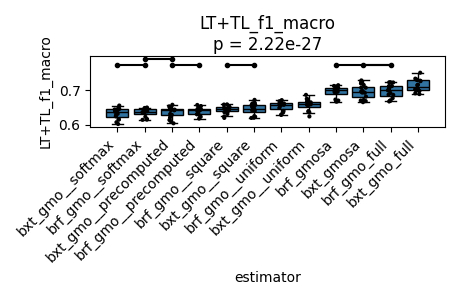 LT+TL_f1_macro
p = 2.22e-27
LT+TL_f1_macro
0.7
0.6
bxt_gmo__softmax
brf_gmo__softmax
bxt_gmo__precomputed
brf_gmo__precomputed
brf_gmo__square
bxt_gmo__square
brf_gmo__uniform
bxt_gmo__uniform
brf_gmosa
bxt_gmosa
brf_gmo_full
bxt_gmo_full
estimator